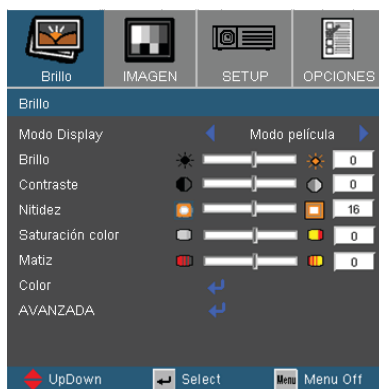 Brillo IMAGEN SETUP OPCIONES
Brillo
Modo Display Modo película
Brillo 0
Contraste 0
Nitidez 16
Saturación color 0
Matiz 0
Color
AVANZADA
UpDown Select Menu Menu Off